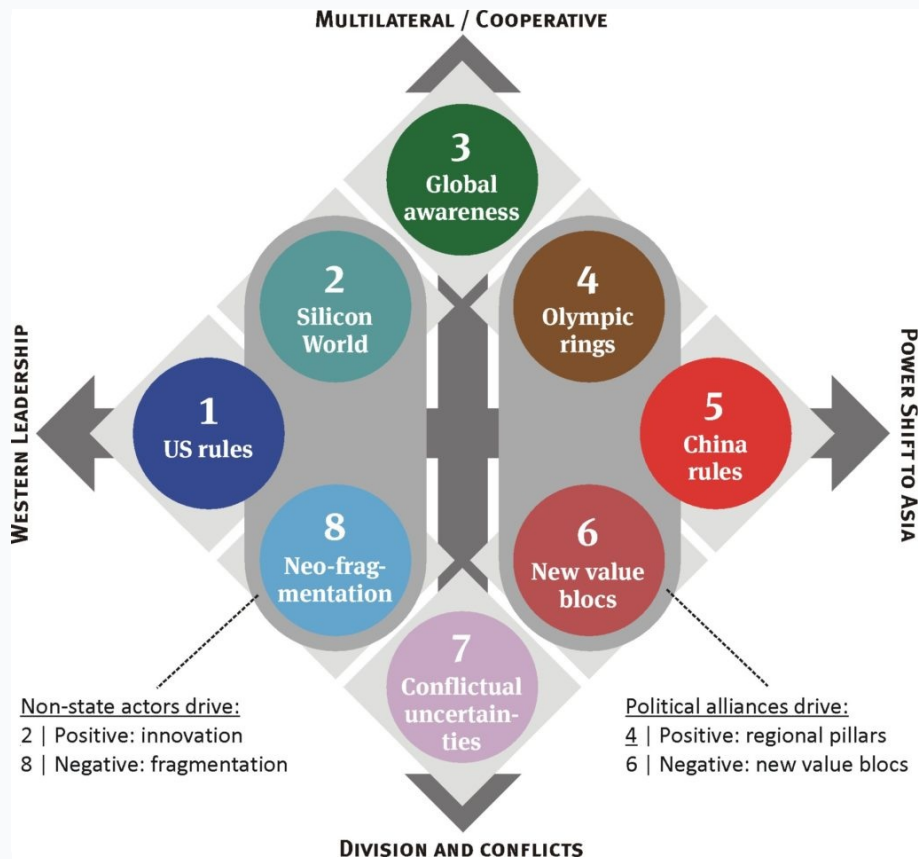 MULTILATERAL / COOPERATIVE
3
Global
awareness
2
Silicon
World
4
Olympic
rings
WESTERN LEADERSHIP
1
US rules
5
China
rules
POWER SHIFT TO
ASIA
8
Neo-frag-
mentation
6
New value
blocs
7
Conflictual
uncertain-
ties
Non-state actors drive:
2 | Positive: innovation
8 | Negative: fragmentation
Political alliances drive:
4 | Positive: regional pillars
6 | Negative: new value blocs
DIVISION AND CONFLICTS